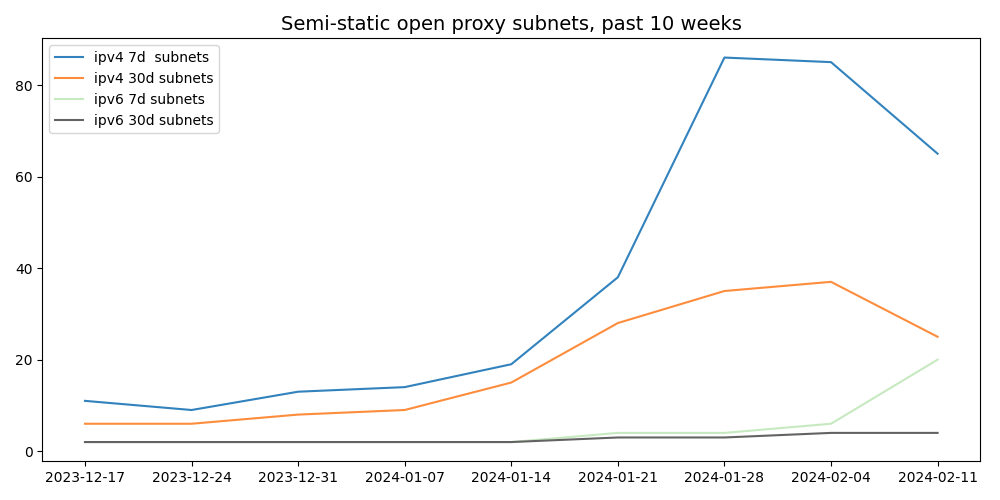 Semi-static open proxy subnets, past 10 weeks
ipv4 7d  subnets
ipv4 30d subnets
ipv6 7d subnets
ipv6 30d subnets
80
60
40
20
0
2023-12-17 2023-12-24 2023-12-31 2024-01-07 2024-01-14 2024-01-21 2024-01-28 2024-02-04 2024-02-11